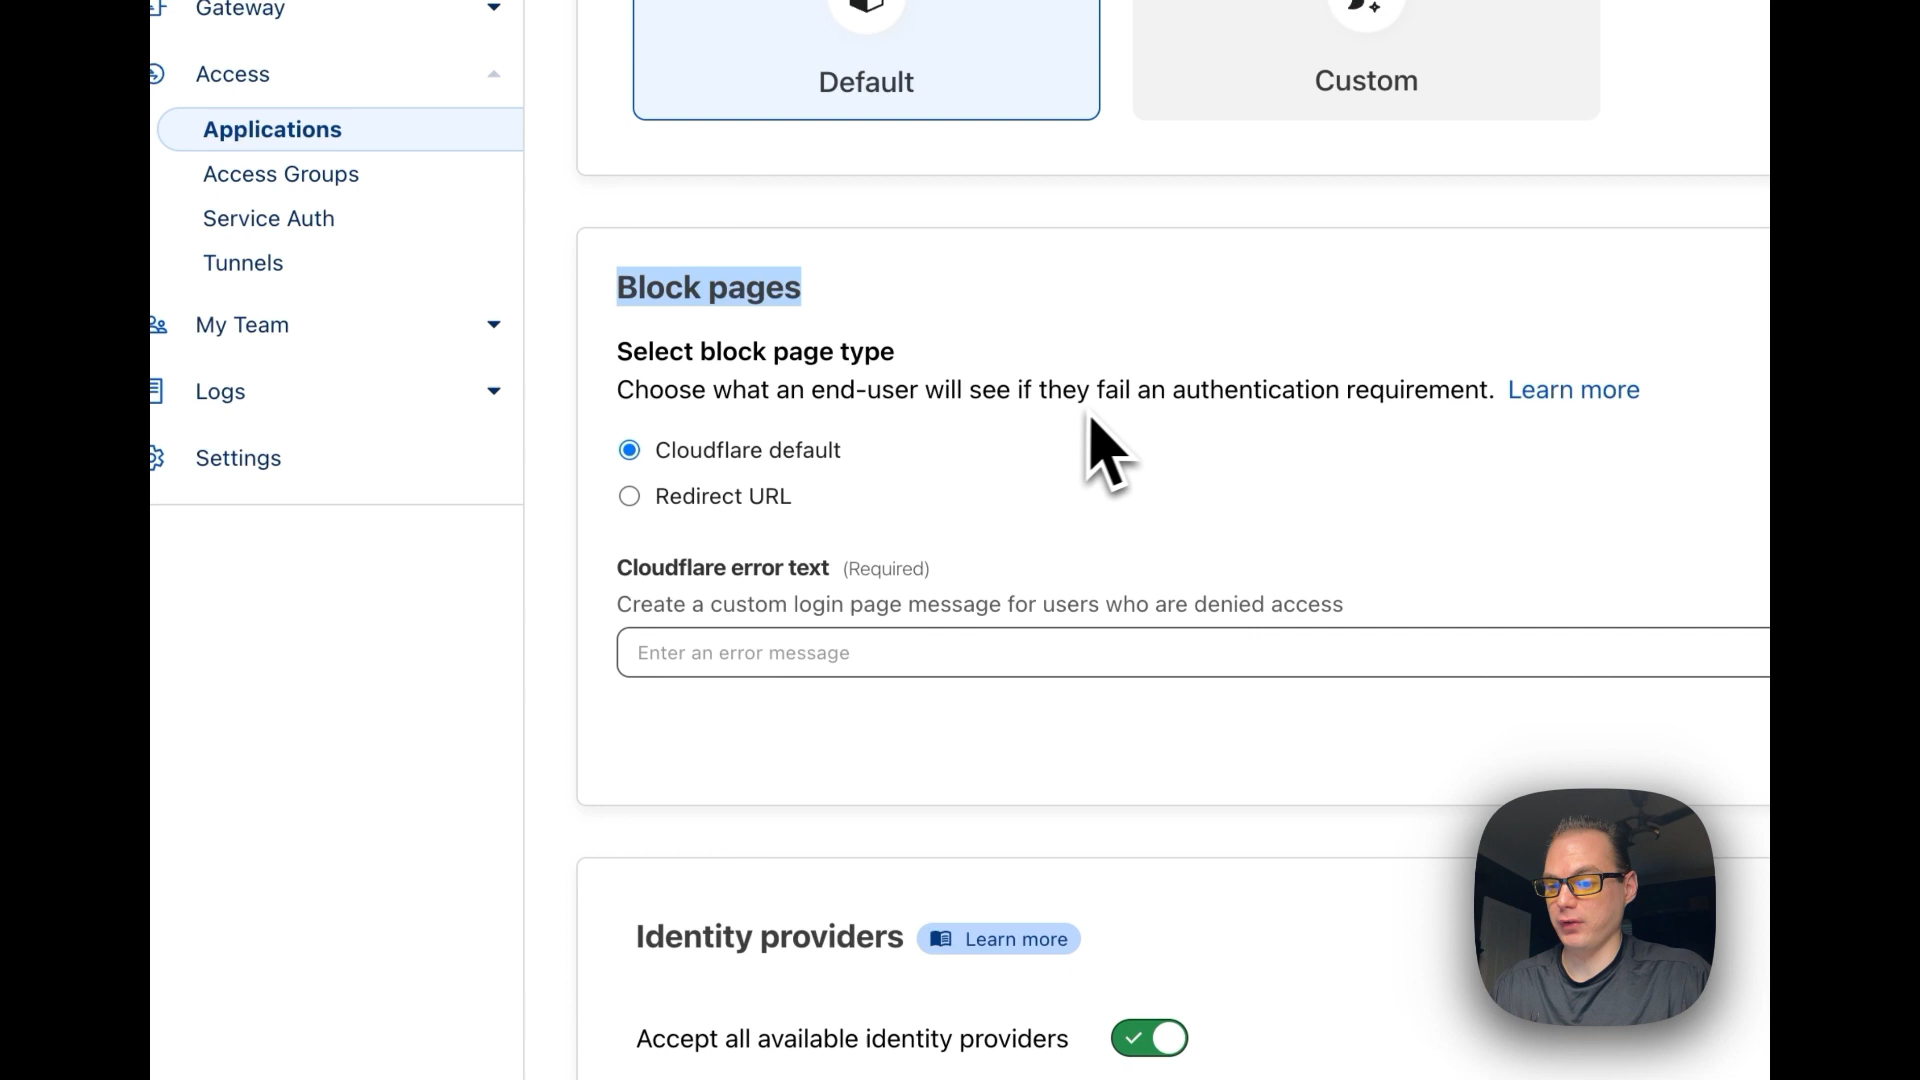 Gateway
Access
Applications
Access Groups
Service Auth
Tunnels
My Team
Logs
Settings
Default
Custom
Block pages
Select block page type
Choose what an end-user will see if they fail an authentication requirement. Learn more
Cloudflare default
Redirect URL
Cloudflare error text (Required)
Create a custom login page message for users who are denied access
Enter an error message
Identity providers Learn more
Accept all available identity providers